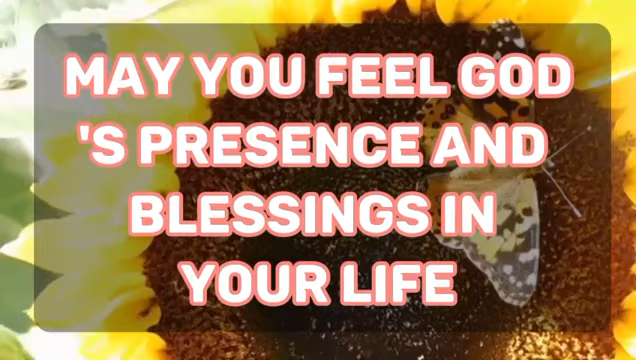 MAY YOU FEEL GOD
'S PRESENCE AND
BLESSINGS IN
YOUR LIFE